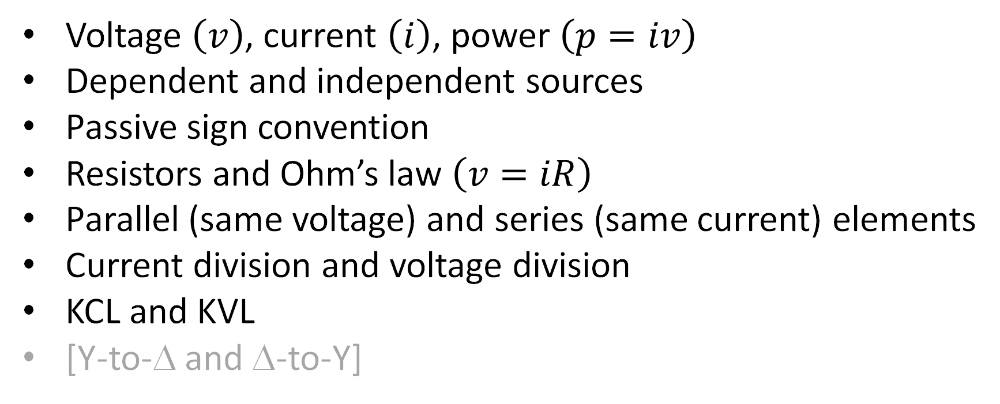 • Voltage (v), current (i), power (p = iv)
• Dependent and independent sources
• Passive sign convention
• Resistors and Ohm’s law (v = iR)
• Parallel (same voltage) and series (same current) elements
• Current division and voltage division
• KCL and KVL
• [Y-to-Δ and Δ-to-Y]